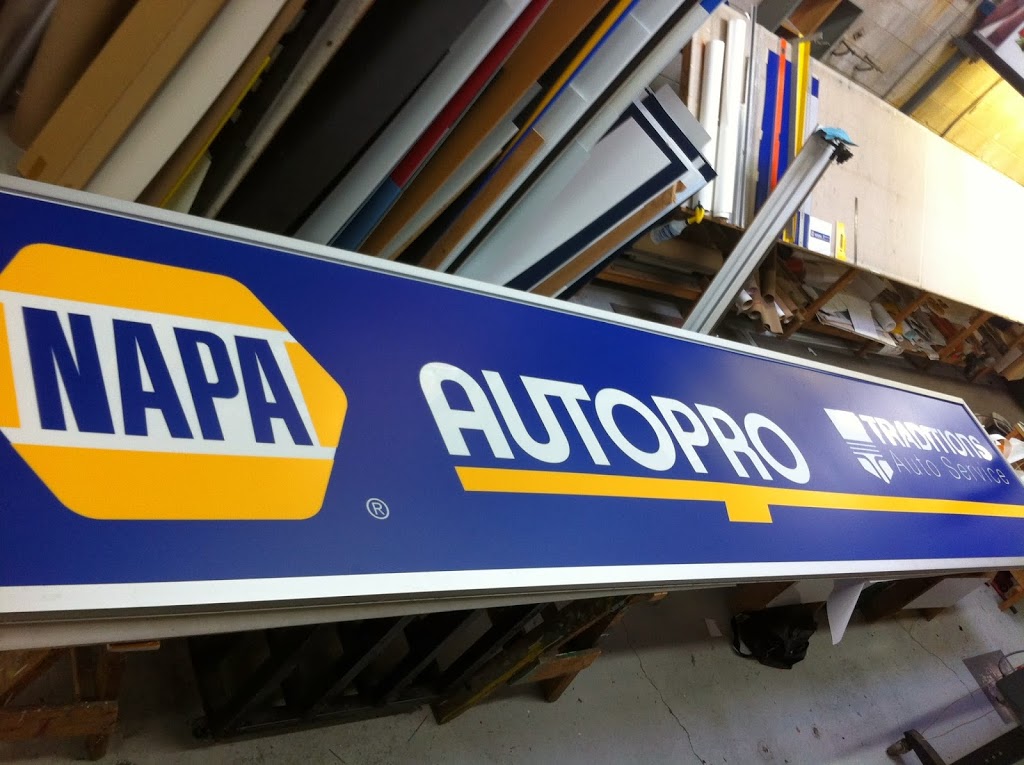 NAPA
®
AUTOPRO
TRADITIONS
Auto Service